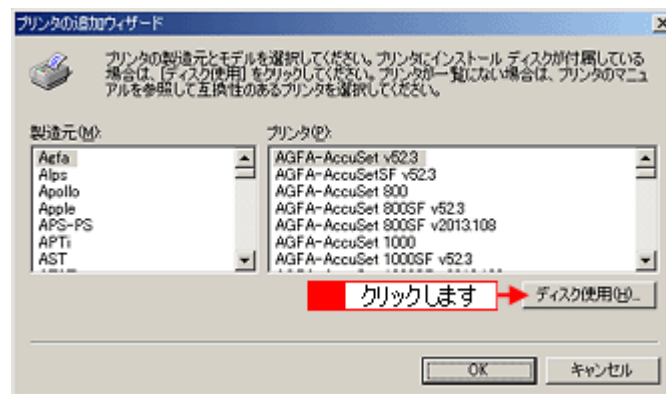 プリンタの追加ウィザード
プリンタの製造元とモデルを選択してください。プリンタにインストール ディスクが付属している
場合は、[ディスク使用] をクリックしてください。プリンタが一覧にない場合は、プリンタのマニュ
アルを参照して互換性のあるプリンタを選択してください。
製造元(M):
プリンタ(P):
Agfa
Alps
Apollo
Apple
APS-PS
APTi
AST
AGFA-AccuSet v52.3
AGFA-AccuSetSF v52.3
AGFA-AccuSet 800
AGFA-AccuSet 800SF v52.3
AGFA-AccuSet 800SF v2013.108
AGFA-AccuSet 1000
AGFA-AccuSet 1000SF v52.3
クリックします
ディスク使用(H)...
OK
キャンセル